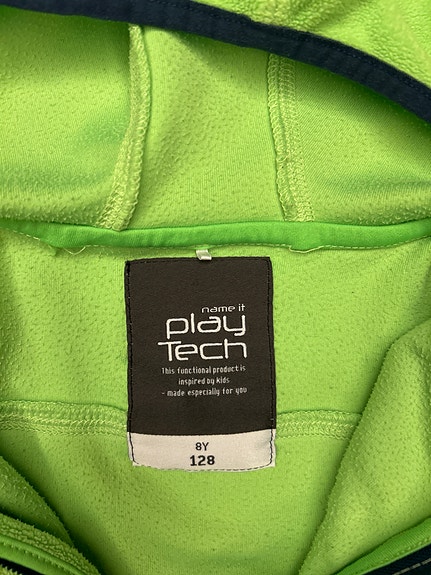 name it
play
Tech
This functional product is
inspired by kids
- made especially for you
8Y
128